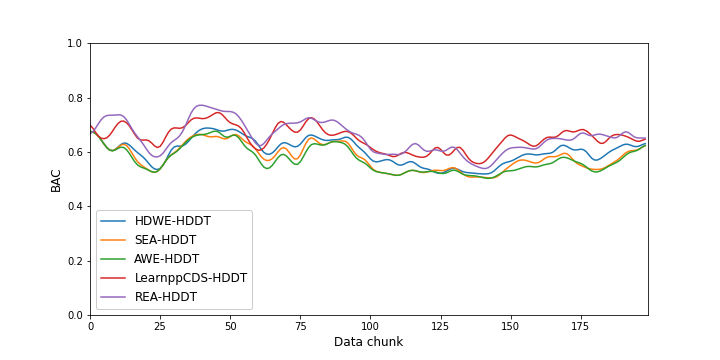 1.0
0.8
0.6
0.4
0.2
0.0
BAC
HDWE-HDDT
SEA-HDDT
AWE-HDDT
LearnppCDS-HDDT
REA-HDDT
0 25 50 75 100 125 150 175
Data chunk